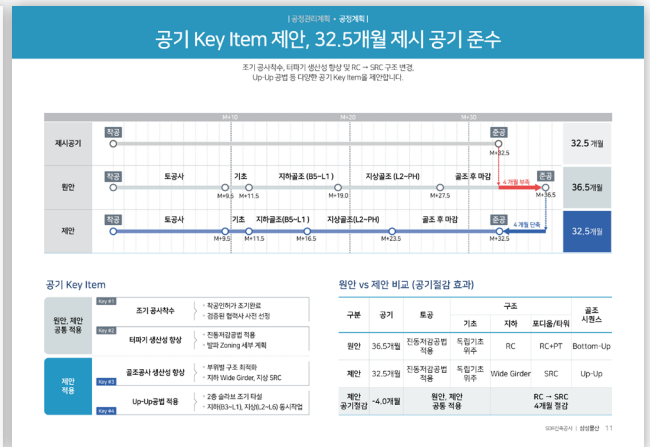 | 공정관리계획 • 공정계획 |
공기 Key Item 제안, 32.5개월 제시 공기 준수
조기 공사착수, 터파기 생산성 향상 및 RC → SRC 구조 변경,
Up-Up 공법 등 다양한 공기 Key Item을 제안합니다.
M+10 M+20 M+30
제시공기 착공 준공 M+32.5 32.5 개월
원안 착공 토공사 기초 지하골조 (B5~L1) 지상골조 (L2~PH) 골조 후 마감 4 개월 부족 준공 36.5개월
M+9.5 M+11.5 M+19.0 M+27.5 M+36.5
제안 착공 토공사 기초 지하골조(B5~L1) 지상골조(L2~PH) 골조 후 마감 준공 4 개월 단축 32.5개월
M+9.5 M+11.5 M+16.5 M+23.5 M+32.5
공기 Key Item
원안, 제안
공통 적용
Key #1
조기 공사착수
· 착공인허가 조기완료
· 검증된 협력사 사전 선정
Key #2
터파기 생산성 향상
· 진동저감공법 적용
· 발파 Zoning 세부 계획
제안
적용
Key #3
골조공사 생산성 향상
· 부위별 구조 최적화
· 지하 Wide Girder, 지상 SRC
Key #4
Up-Up공법 적용
· 2층 슬라브 조기 타설
· 지하(B3~L1), 지상(L2~L6) 동시작업
원안 vs 제안 비교 (공기절감 효과)
구분 공기 토공 구조 골조 시퀀스
기초 지하 포디움/타워
원안 36.5개월 진동저감공법 적용 독립기초 위주 RC RC+PT Bottom-Up
제안 32.5개월 진동저감공법 적용 독립기초 위주 Wide Girder SRC Up-Up
제안 공기절감 -4.0개월 원안, 제안 공통 적용 RC → SRC 4개월 절감
신축공사 | 삼성물산 11